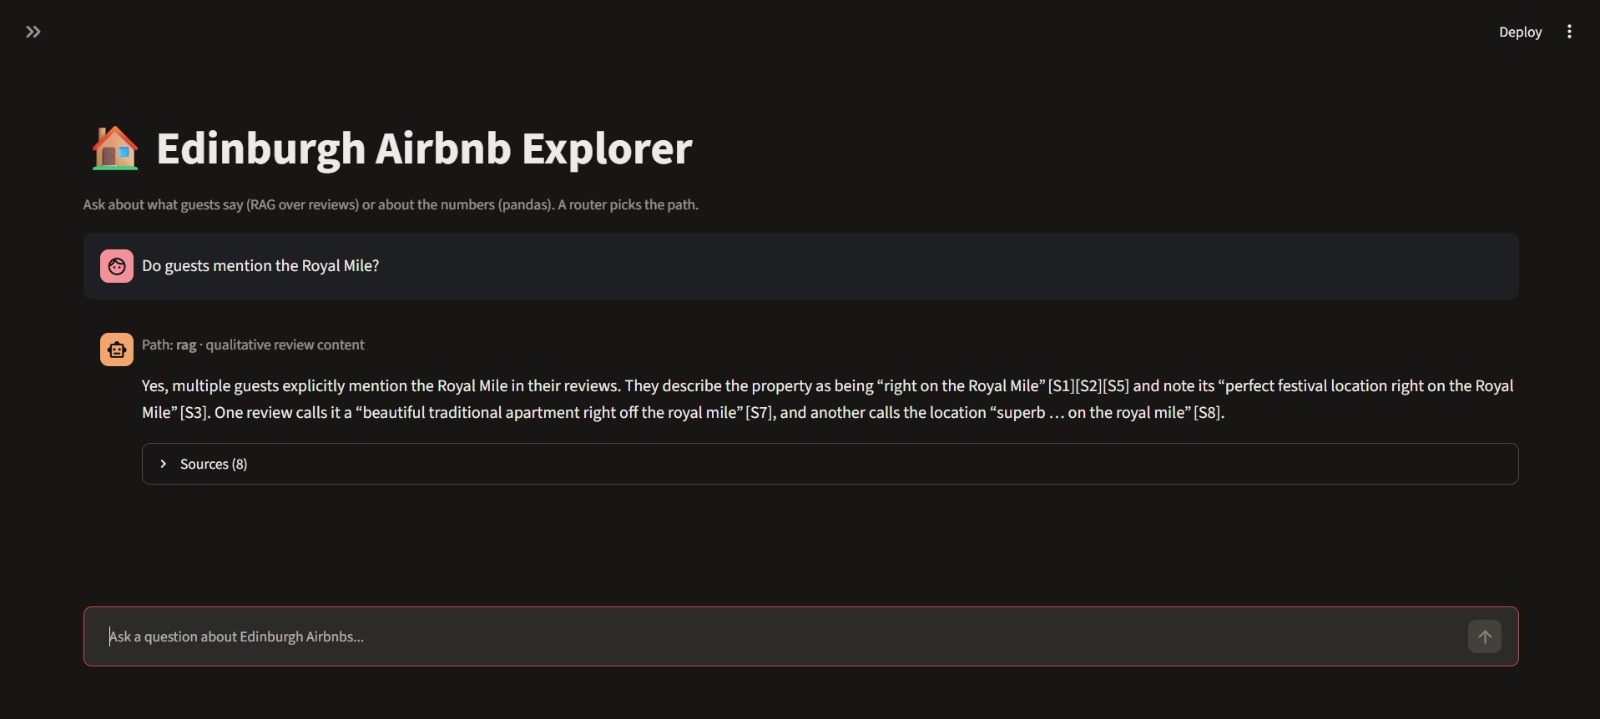 Deploy
Edinburgh Airbnb Explorer
Ask about what guests say (RAG over reviews) or about the numbers (pandas). A router picks the path.
Do guests mention the Royal Mile?
Path: rag · qualitative review content
Yes, multiple guests explicitly mention the Royal Mile in their reviews. They describe the property as being “right on the Royal Mile” [S1][S2][S5] and note its “perfect festival location right on the Royal
Mile” [S3]. One review calls it a “beautiful traditional apartment right off the royal mile” [S7], and another calls the location “superb … on the royal mile” [S8].
Sources (8)
Ask a question about Edinburgh Airbnbs...